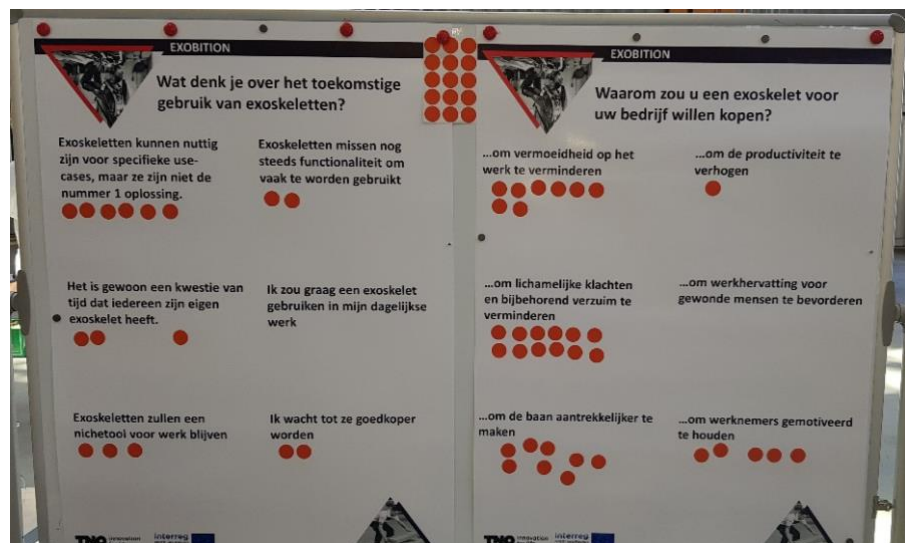 EXOBITION
Wat denk je over het toekomstige
gebruik van exoskeletten?
Exoskeletten kunnen nuttig
zijn voor specifieke use-
cases, maar ze zijn niet de
nummer 1 oplossing.
Exoskeletten missen nog
steeds functionaliteit om
vaak te worden gebruikt
Het is gewoon een kwestie van
tijd dat iedereen zijn eigen
exoskelet heeft.
Ik zou graag een exoskelet
gebruiken in mijn dagelijkse
werk
Exoskeletten zullen een
nichetool voor werk blijven
Ik wacht tot ze goedkoper
worden
TNO innovation
Interreg
EXOBITION
Waarom zou u een exoskelet voor
uw bedrijf willen kopen?
...om vermoeidheid op het
werk te verminderen
...om de productiviteit te
verhogen
...om lichamelijke klachten
en bijbehorend verzuim te
verminderen
...om werkhervatting voor
gewonde mensen te bevorderen
...om de baan aantrekkelijker te
maken
...om werknemers gemotiveerd
te houden
TNO innovation
Interreg